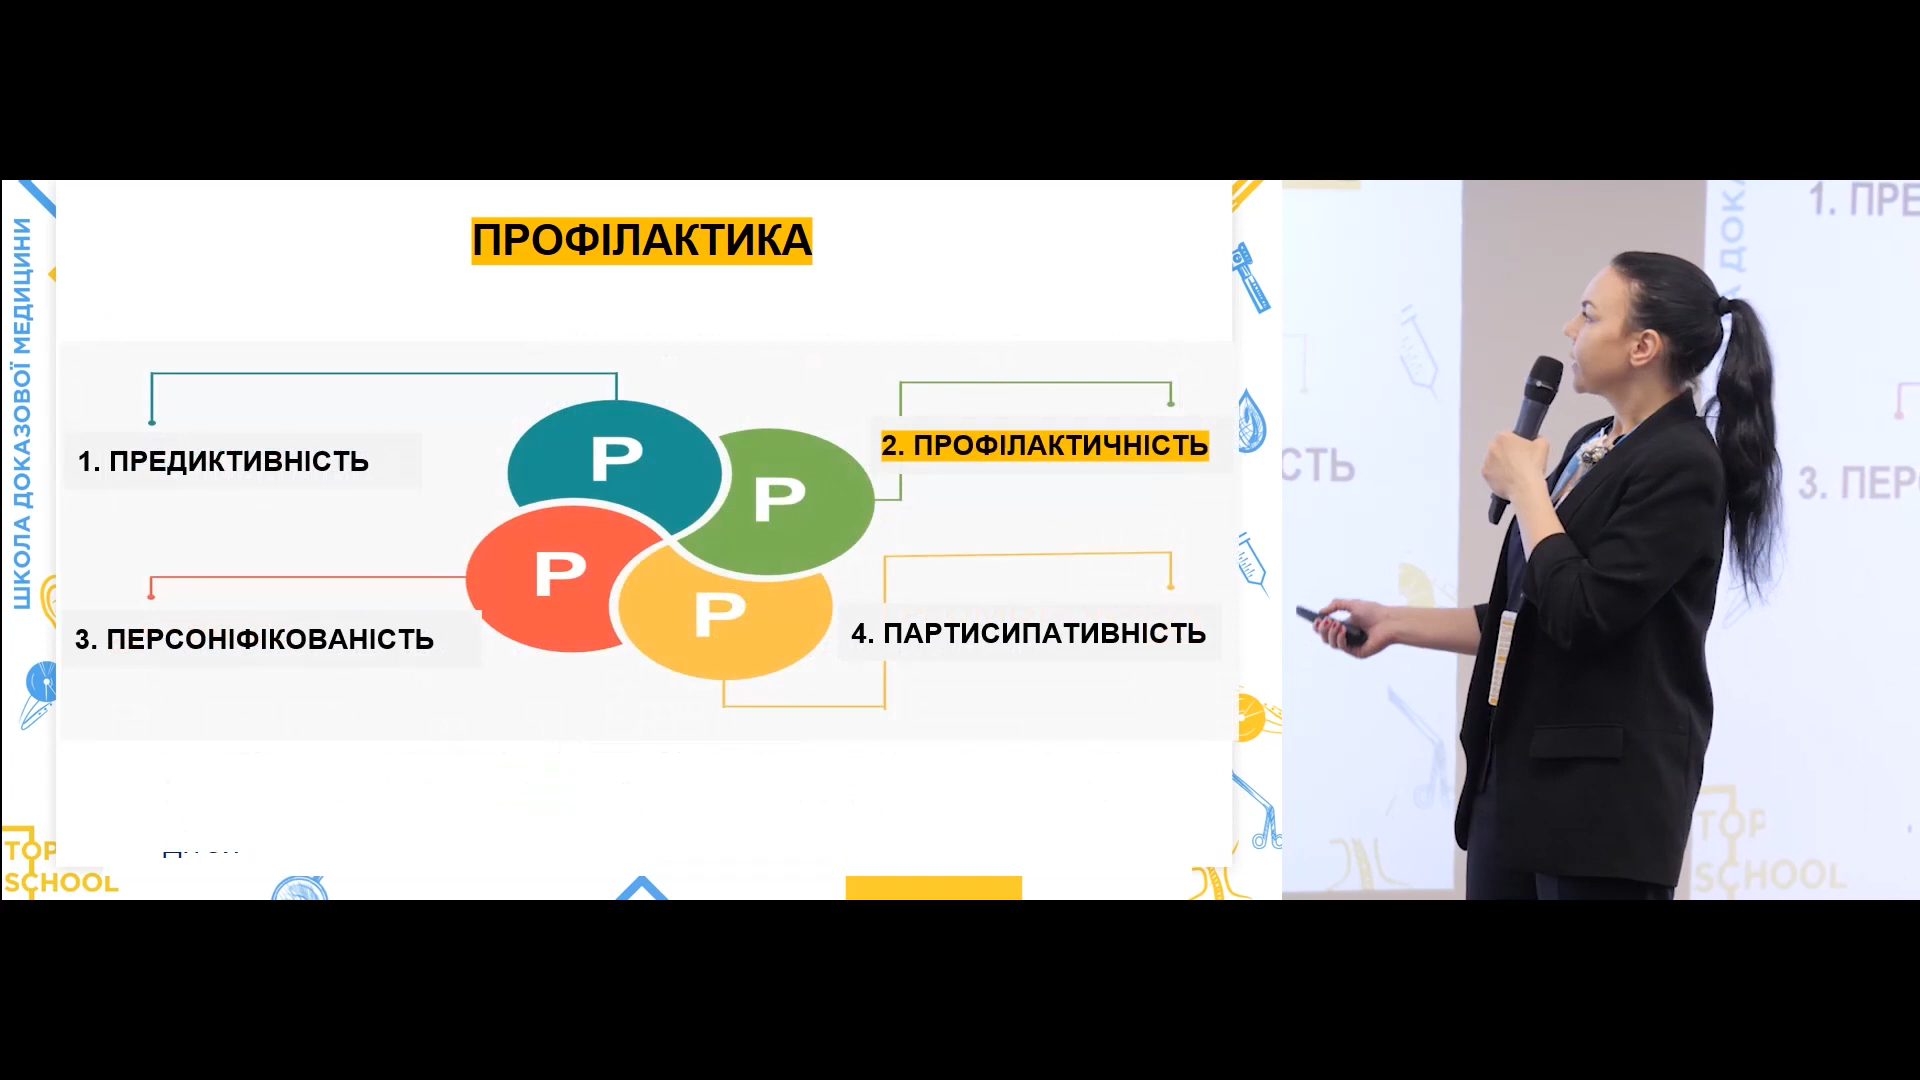 ШКОЛА ДОКАЗОВОЇ МЕДИЦИНИ
ПРОФІЛАКТИКА
P
P
P
P
1. ПРЕДИКТИВНІСТЬ
2. ПРОФІЛАКТИЧНІСТЬ
3. ПЕРСОНІФІКОВАНІСТЬ
4. ПАРТИСИПАТИВНІСТЬ
TOP
SCHOOL
1. ПРЕ
ДОКА
СТЬ
3. ПЕР
TOP
SCHOOL